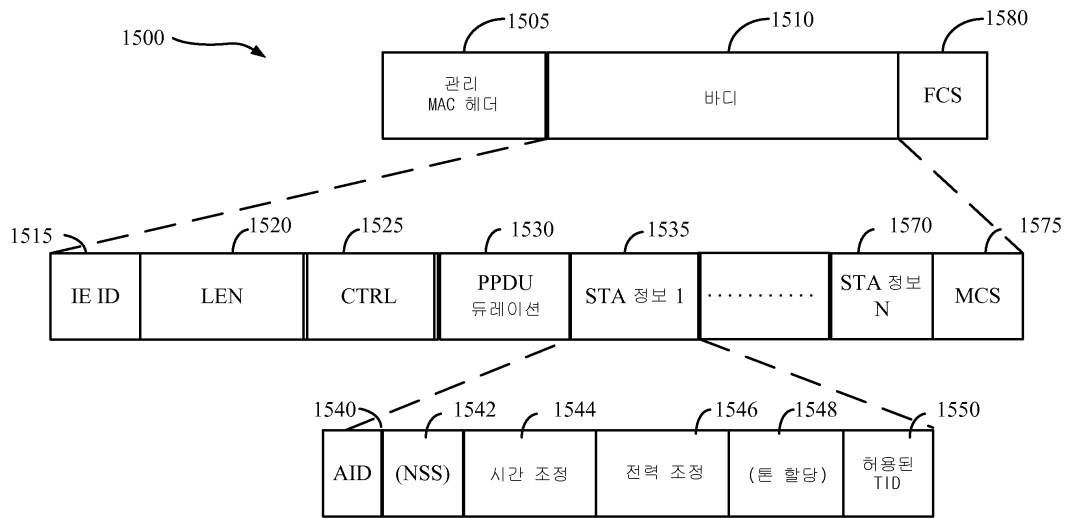 1500
1505
1510
1580
관리
MAC 헤더
바디
FCS
1515
1520
1525
1530
1535
1570
1575
IE ID
LEN
CTRL
PPDU
듀레이션
STA 정보 1
............
STA 정보
N
MCS
1540
1542
1544
1546
1548
1550
AID
(NSS)
시간 조정
전력 조정
(톤 할당)
허용된
TID